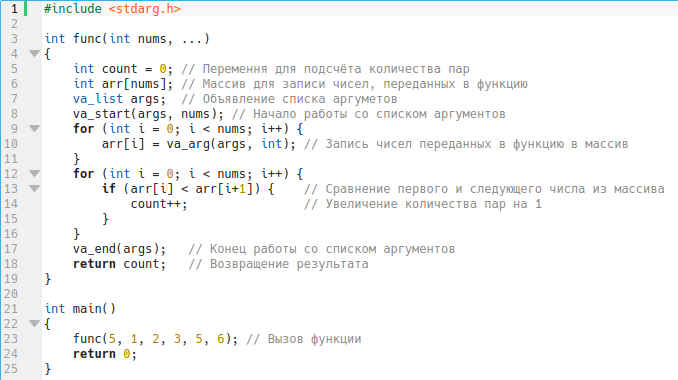 1 #include <stdarg.h>
2
3 int func(int nums, ...)
4 {
5     int count = 0; // Перемення для подсчёта количества пар
6     int arr[nums]; // Массив для записи чисел, переданных в функцию
7     va_list args;  // Объявление списка аргуметов
8     va_start(args, nums); // Начало работы со списком аргументов
9     for (int i = 0; i < nums; i++) {
10         arr[i] = va_arg(args, int); // Запись чисел переданных в функцию в массив
11     }
12     for (int i = 0; i < nums; i++) {
13         if (arr[i] < arr[i+1]) {    // Сравнение первого и следующего числа из массива
14             count++;                // Увеличение количества пар на 1
15         }
16     }
17     va_end(args);   // Конец работы со списком аргументов
18     return count;   // Возвращение результата
19 }
20
21 int main()
22 {
23     func(5, 1, 2, 3, 5, 6); // Вызов функции
24     return 0;
25 }